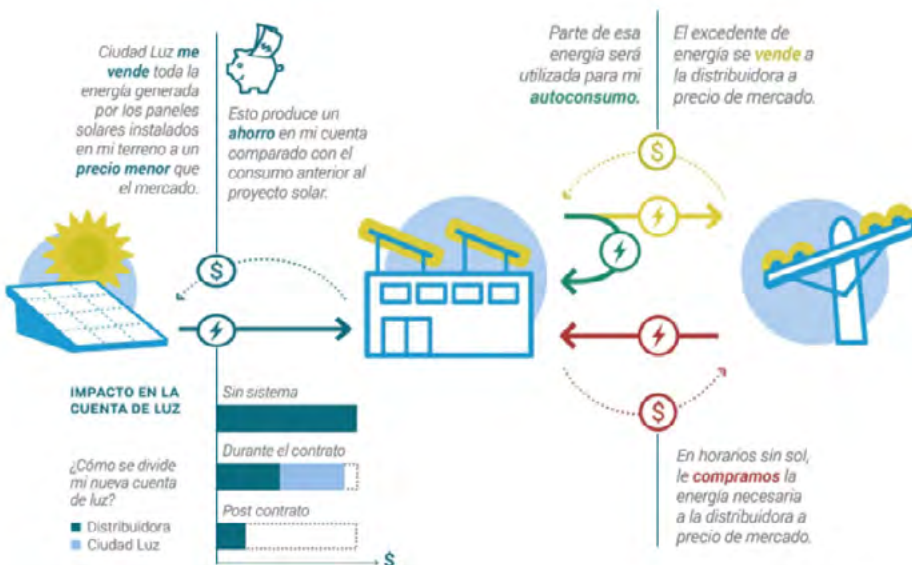 Ciudad Luz me
vende toda la
energía generada
por los paneles
solares instalados
en mi terreno a un
precio menor que
el mercado.
Esto produce un
ahorro en mi cuenta
comparado con el
consumo anterior al
proyecto solar.
Parte de esa
energía será
utilizada para mi
autoconsumo.
El excedente de
energía se vende a
la distribuidora a
precio de mercado.
$
$
$
IMPACTO EN LA
CUENTA DE LUZ
¿Cómo se divide
mi nueva cuenta
de luz?
Distribuidora
Ciudad Luz
Sin sistema
Durante el contrato
Post contrato
$
En horarios sin sol,
le compramos la
energía necesaria
a la distribuidora a
precio de mercado.